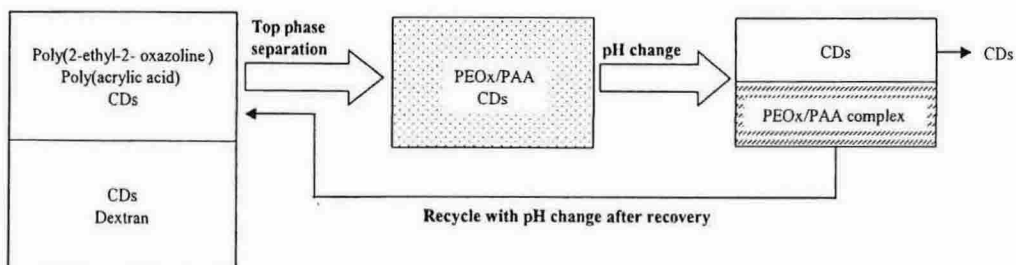 Poly(2-ethyl-2- oxazoline )
Poly(acrylic acid)
CDs
CDs
Dextran
Top phase
separation
PEOx/PAA
CDs
pH change
CDs
PEOx/PAA complex
CDs
Recycle with pH change after recovery